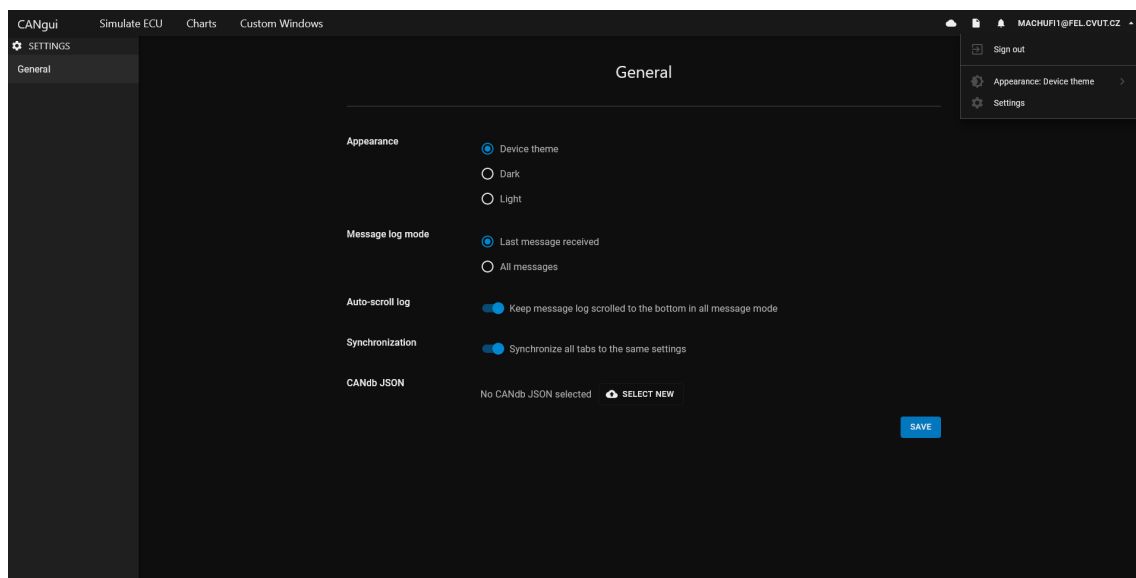 CANgui Simulate ECU Charts Custom Windows MACHUFI1@FEL.CVUT.CZ
SETTINGS
General
Sign out
Appearance: Device theme
Settings
General
Appearance
Device theme
Dark
Light
Message log mode
Last message received
All messages
Auto-scroll log
Keep message log scrolled to the bottom in all message mode
Synchronization
Synchronize all tabs to the same settings
CANdb JSON
No CANdb JSON selected SELECT NEW
SAVE